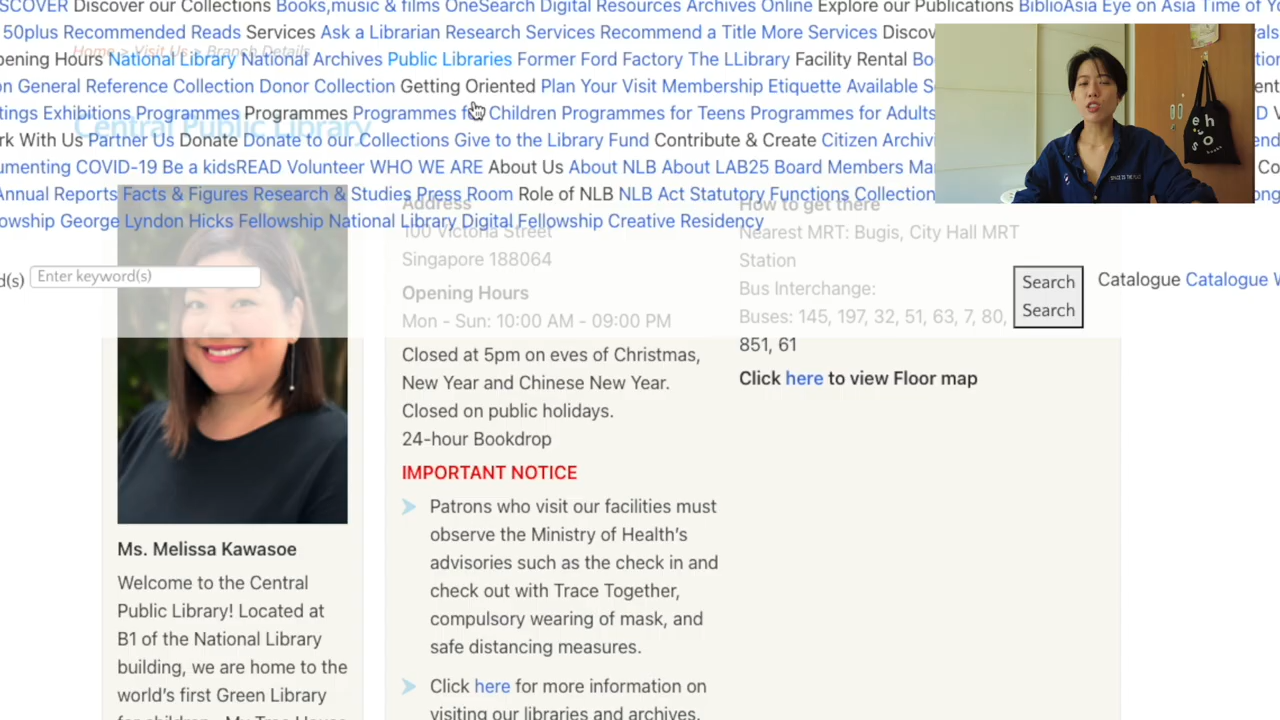 SCOVER Discover our Collections Books,music & films OneSearch Digital Resources Archives Online Explore our Publications BiblioAsia Eye on Asia Time of
50plus Recommended Reads Services Ask a Librarian Research Services Recommend a Title More Services
Home > Visit Us > Branch Details
pening Hours National Library National Archives Public Libraries Former Ford Factory The LLibrary Facility Rental
General Reference Collection Donor Collection Getting Oriented Plan Your Visit Membership Etiquette Available
tings Exhibitions Programmes Programmes Programmes for Children Programmes for Teens Programmes for Adults
Central Public Library
rk With Us Partner Us Donate Donate to our Collections Give to the Library Fund Contribute & Create Citizen Archivi
umenting COVID-19 Be a kidsREAD Volunteer WHO WE ARE About Us About NLB About LAB25 Board Members
Annual Reports Facts & Figures Research & Studies Press Room Role of NLB NLB Act Statutory Functions Collection
owship George Lyndon Hicks Fellowship National Library Digital Fellowship Creative Residency
d(s) Enter keyword(s)
Search
Search
Catalogue Catalogue
Address
100 Victoria Street
Singapore 188064
Opening Hours
Mon - Sun: 10:00 AM - 09:00 PM
Closed at 5pm on eves of Christmas,
New Year and Chinese New Year.
Closed on public holidays.
24-hour Bookdrop
IMPORTANT NOTICE
Patrons who visit our facilities must
observe the Ministry of Health's
advisories such as the check in and
check out with Trace Together,
compulsory wearing of mask, and
safe distancing measures.
Click here for more information on
visiting our libraries and archives.
How to get there
Nearest MRT: Bugis, City Hall MRT
Station
Bus Interchange:
Buses: 145, 197, 32, 51, 63, 7, 80,
851, 61
Click here to view Floor map
Ms. Melissa Kawasoe
Welcome to the Central
Public Library! Located at
B1 of the National Library
building, we are home to the
world's first Green Library
for children - My Tree House